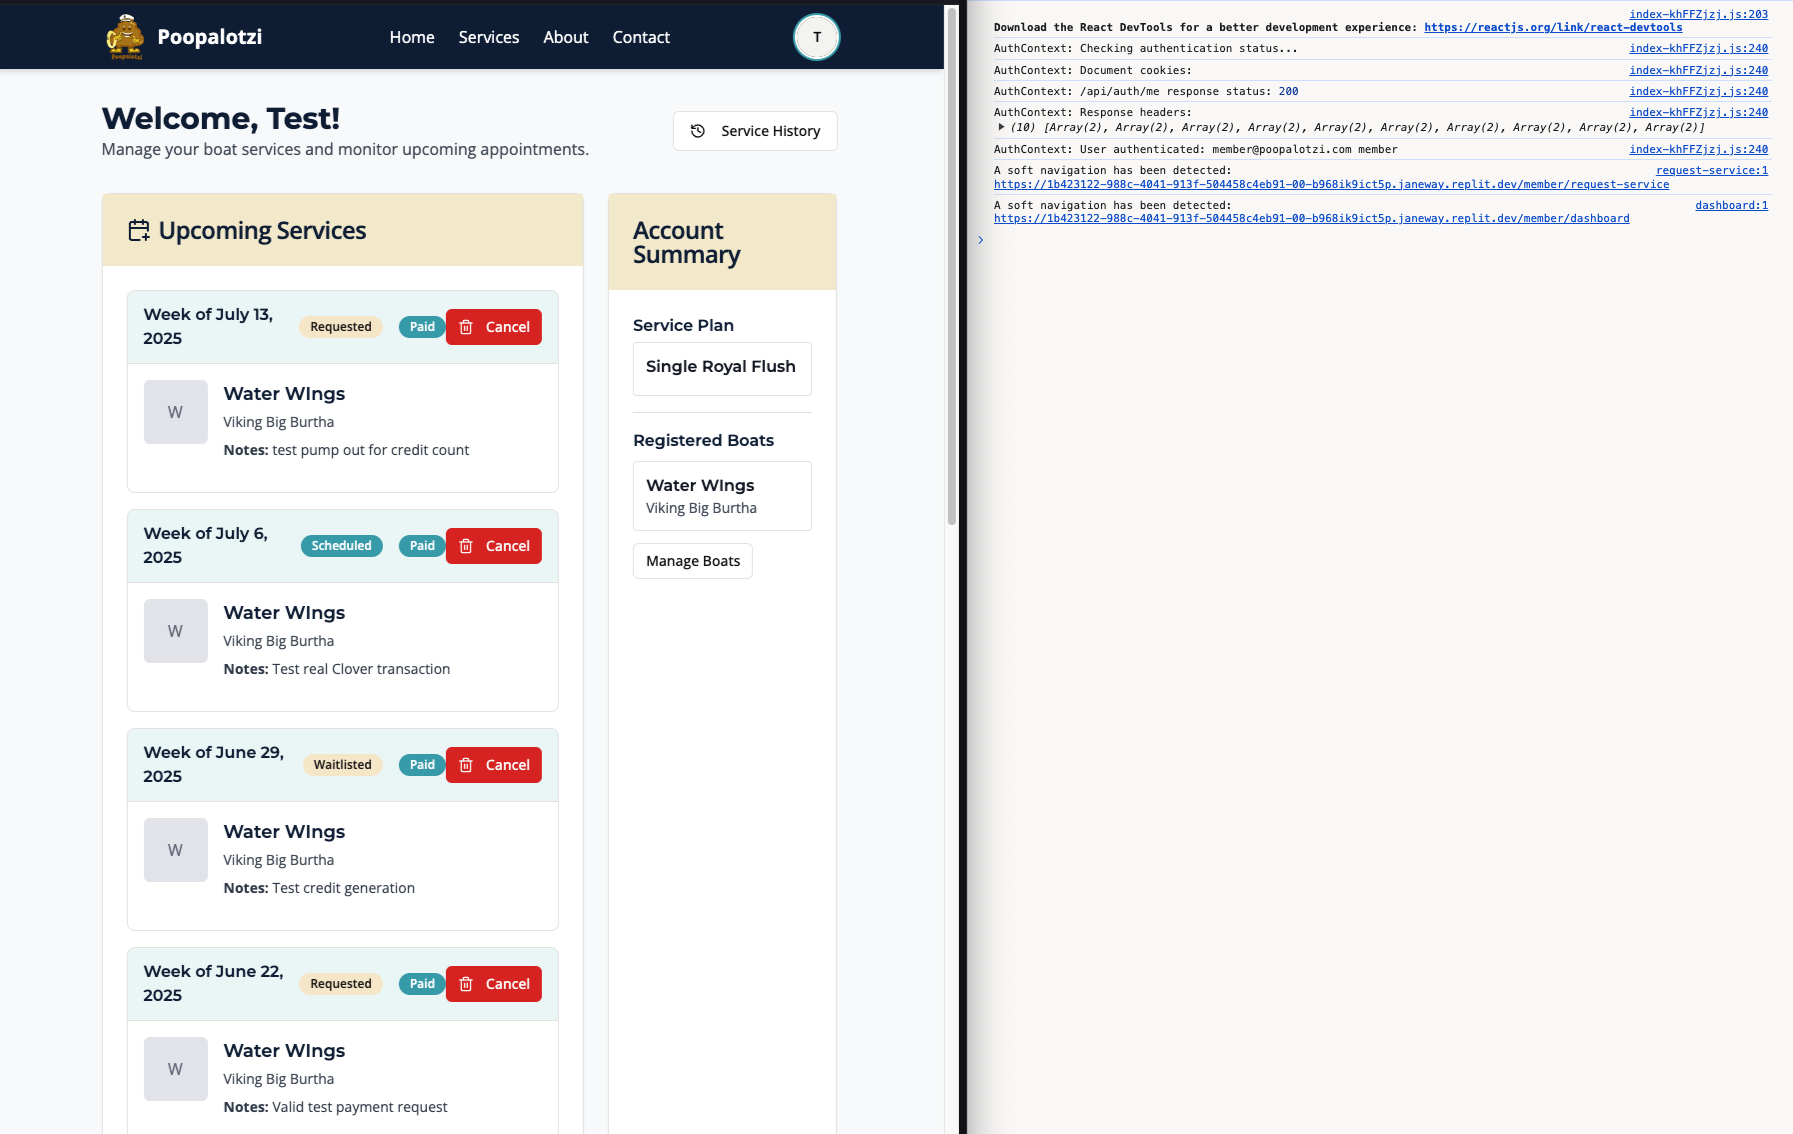 Poopalotzi
Poopalotzi
Home
Services
About
Contact
T
Welcome, Test!
Manage your boat services and monitor upcoming appointments.
Service History
Upcoming Services
Week of July 13,
2025
Requested
Paid
Cancel
W
Water WIngs
Viking Big Burtha
Notes: test pump out for credit count
Week of July 6,
2025
Scheduled
Paid
Cancel
W
Water WIngs
Viking Big Burtha
Notes: Test real Clover transaction
Week of June 29,
2025
Waitlisted
Paid
Cancel
W
Water WIngs
Viking Big Burtha
Notes: Test credit generation
Week of June 22,
2025
Requested
Paid
Cancel
W
Water WIngs
Viking Big Burtha
Notes: Valid test payment request
Account
Summary
Service Plan
Single Royal Flush
Registered Boats
Water WIngs
Viking Big Burtha
Manage Boats
index-khFFZjzj.js:203
Download the React DevTools for a better development experience: https://reactjs.org/link/react-devtools
AuthContext: Checking authentication status... index-khFFZjzj.js:240
AuthContext: Document cookies: index-khFFZjzj.js:240
AuthContext: /api/auth/me response status: 200 index-khFFZjzj.js:240
AuthContext: Response headers: index-khFFZjzj.js:240
(10) [Array(2), Array(2), Array(2), Array(2), Array(2), Array(2), Array(2), Array(2), Array(2), Array(2)]
AuthContext: User authenticated: member@poopalotzi.com member index-khFFZjzj.js:240
A soft navigation has been detected: request-service:1
https://1b423122-988c-4041-913f-504458c4eb91-00-b968ik9ict5p.janeway.replit.dev/member/request-service
A soft navigation has been detected: dashboard:1
https://1b423122-988c-4041-913f-504458c4eb91-00-b968ik9ict5p.janeway.replit.dev/member/dashboard